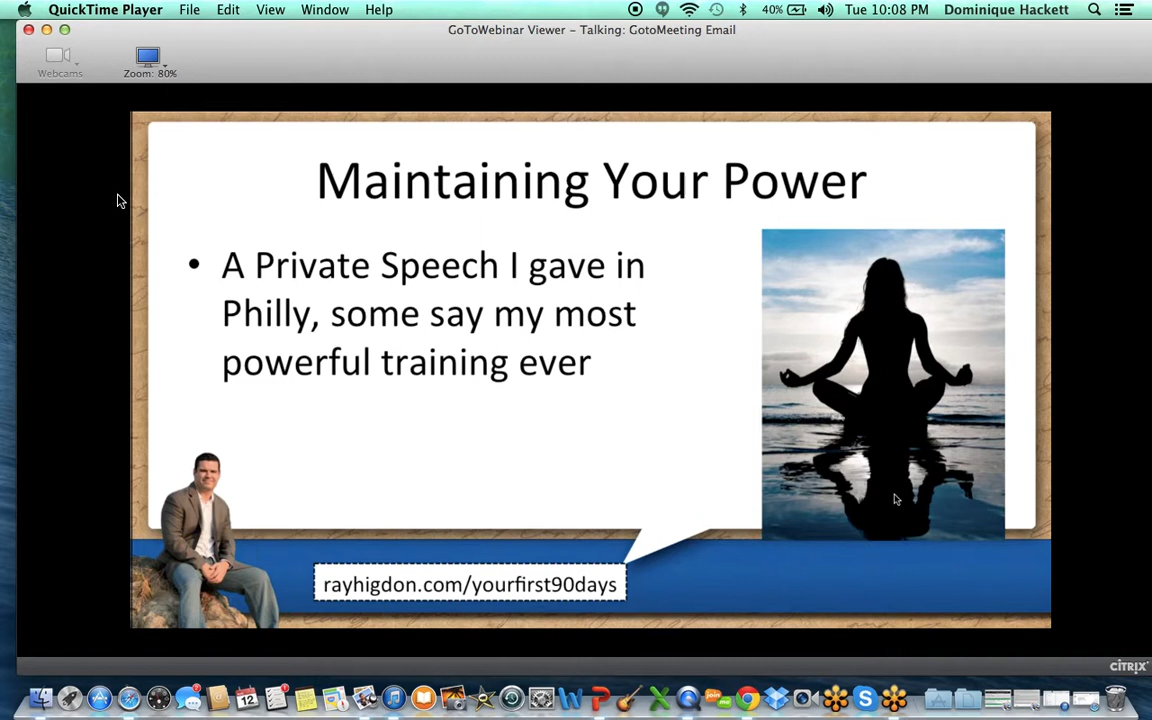 QuickTime Player File Edit View Window Help 40% Tue 10:08 PM Dominique Hackett
GoToWebinar Viewer – Talking: GotoMeeting Email
Webcams Zoom: 80%
Maintaining Your Power
• A Private Speech I gave in
Philly, some say my most
powerful training ever
rayhigdon.com/yourfirst90days
CITRIX